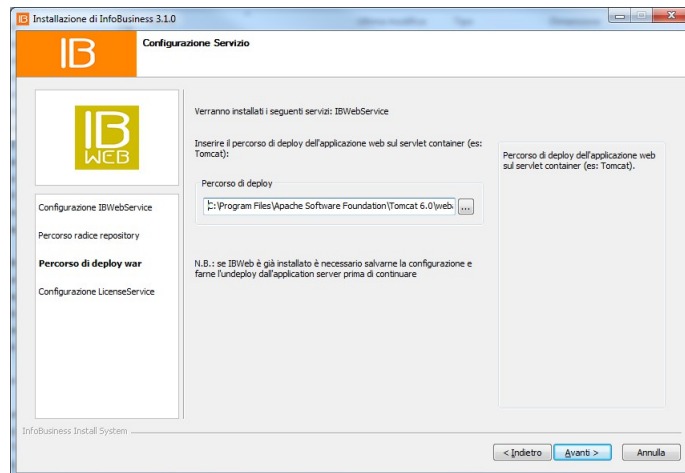 Installazione di InfoBusiness 3.1.0
IB
Configurazione Servizio
IB
WEB
Configurazione IBWebService
Percorso radice repository
Percorso di deploy war
Configurazione LicenseService
Verranno installati i seguenti servizi: IBWebService
Inserire il percorso di deploy dell'applicazione web sul servlet container (es:
Tomcat):
Percorso di deploy
C:\Program Files\Apache Software Foundation\Tomcat 6.0\weba
...
N.B.: se IBWeb è già installato è necessario salvarne la configurazione e
farne l'undeploy dall'application server prima di continuare
Percorso di deploy dell'applicazione web
sul servlet container (es: Tomcat).
InfoBusiness Install System
< Indietro
Avanti >
Annulla